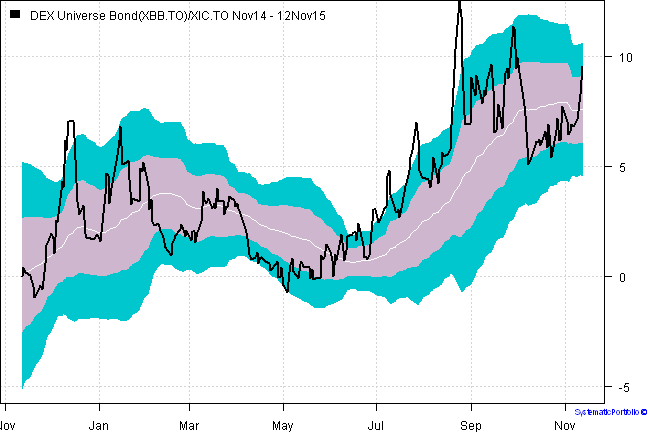 DEX Universe Bond(XBB.TO)/XIC.TO Nov14 - 12Nov15
10
5
0
-5
Nov Jan Mar May Jul Sep Nov
SystematicPortfolio ©